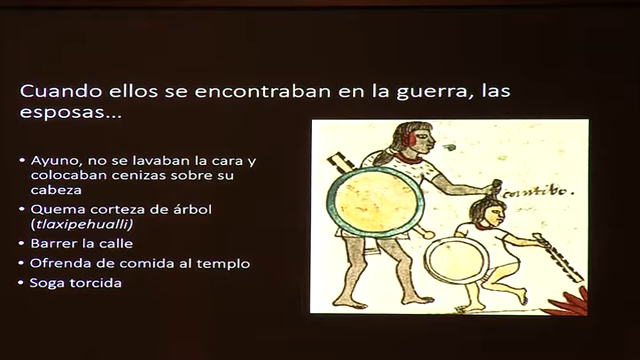 Cuando ellos se encontraban en la guerra, las
esposas...
• Ayuno, no se lavaban la cara y
colocaban cenizas sobre su
cabeza
• Quema corteza de árbol
(tlaxipehualli)
• Barrer la calle
• Ofrenda de comida al templo
• Soga torcida